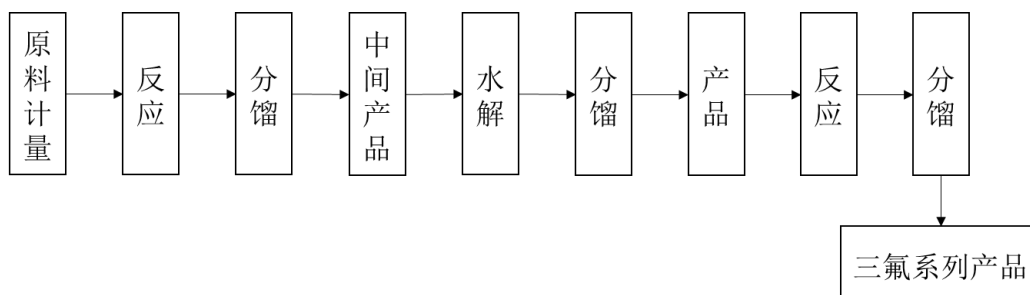 原料计量
反应
分馏
中间产品
水解
分馏
产品
反应
分馏
三氟系列产品